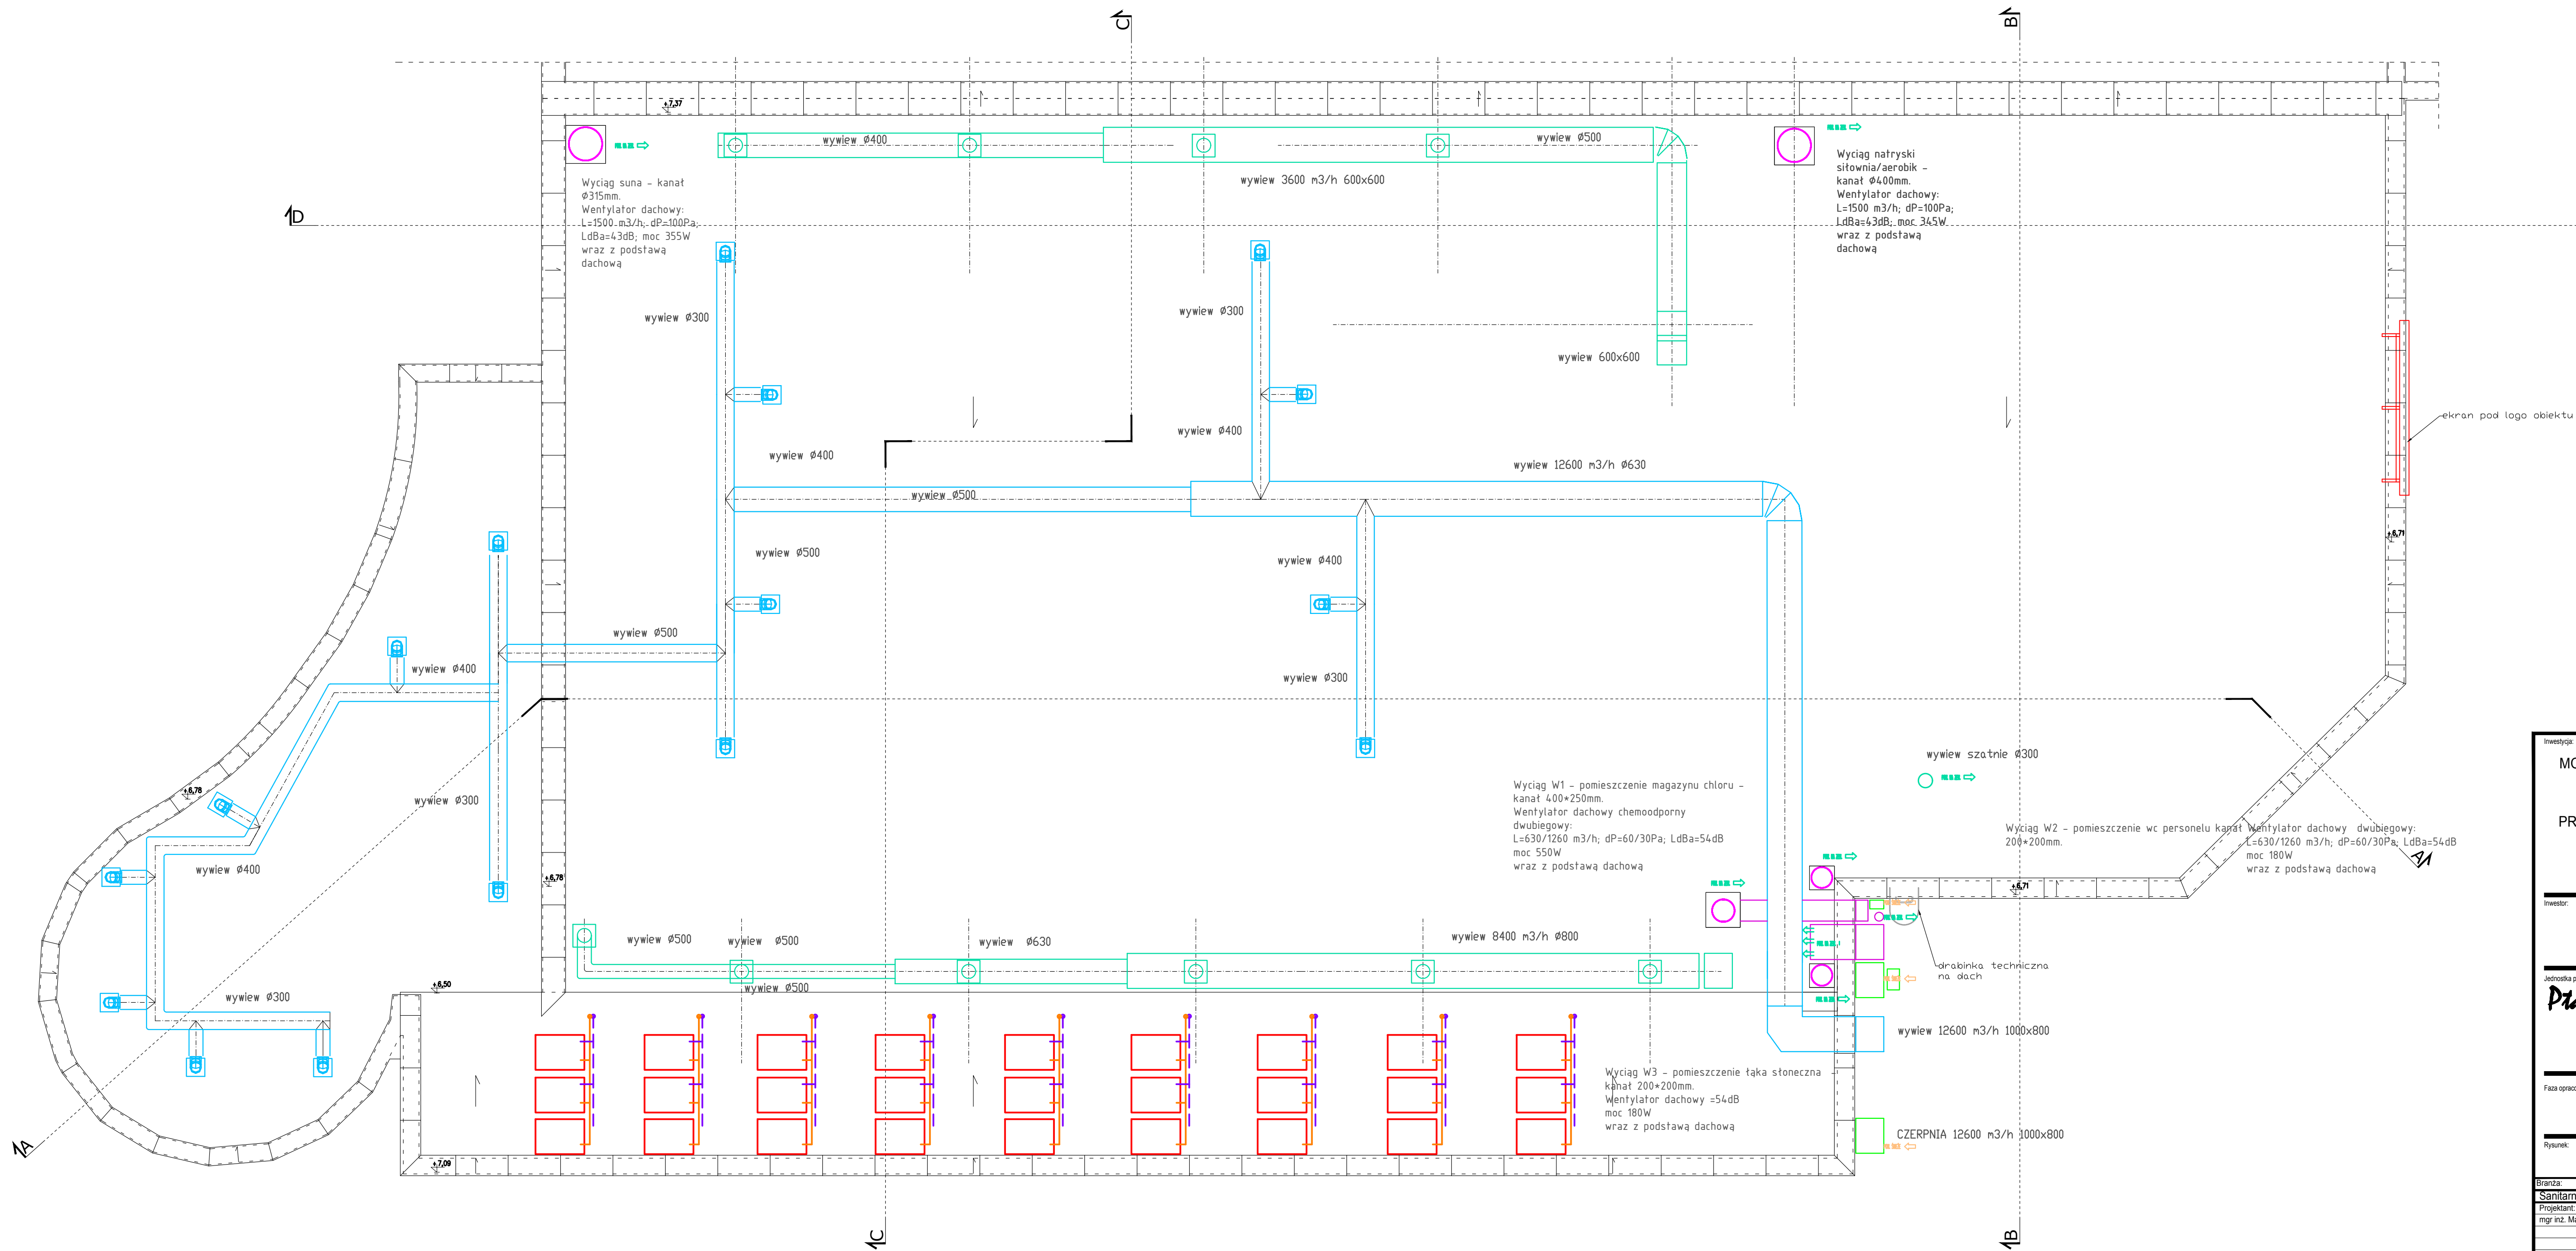 C
B
+7,37
wywiew Ø400
wywiew Ø500
wywiew 3600 m3/h 600x600
Wyciąg suna - kanał
Ø315mm.
Wentylator dachowy:
L=1500 m3/h; dP=100Pa;
LdBa=43dB; moc 355W
wraz z podstawą
dachową
Wyciąg natryski
siłownia/aerobik -
kanał Ø400mm.
Wentylator dachowy:
L=1500 m3/h; dP=100Pa;
LdBa=43dB; moc 345W
wraz z podstawą
dachową
D
wywiew Ø300
wywiew Ø300
wywiew 600x600
ekran pod logo obiektu
wywiew Ø400
wywiew Ø400
wywiew 12600 m3/h Ø630
wywiew Ø500
+6,71
wywiew Ø500
wywiew Ø400
wywiew Ø500
wywiew Ø400
wywiew Ø300
Inwestycja:
wywiew szatnie Ø300
+6,78
wywiew Ø300
Wyciąg W1 - pomieszczenie magazynu chloru -
kanał 400*250mm.
Wentylator dachowy chemoodporny
dwubiegowy:
L=630/1260 m3/h; dP=60/30Pa; LdBa=54dB
moc 550W
wraz z podstawą dachową
Wyciąg W2 - pomieszczenie wc personelu kanał
200*200mm.
Wentylator dachowy dwubiegowy:
L=630/1260 m3/h; dP=60/30Pa; LdBa=54dB
moc 180W
wraz z podstawą dachową
A
wywiew Ø400
+6,78
+6,71
Inwestor:
wywiew Ø500
wywiew Ø500
wywiew Ø630
wywiew 8400 m3/h Ø800
drabinka techniczna
na dach
wywiew Ø500
+6,50
wywiew Ø300
wywiew 12600 m3/h 1000x800
Wyciąg W3 - pomieszczenie łąka słoneczna -
kanał 200*200mm.
Wentylator dachowy =54dB
moc 180W
wraz z podstawą dachową
CZERPNIA 12600 m3/h 1000x800
A
+7,09
Rysunek:
Branża:
Projektant:
C
B